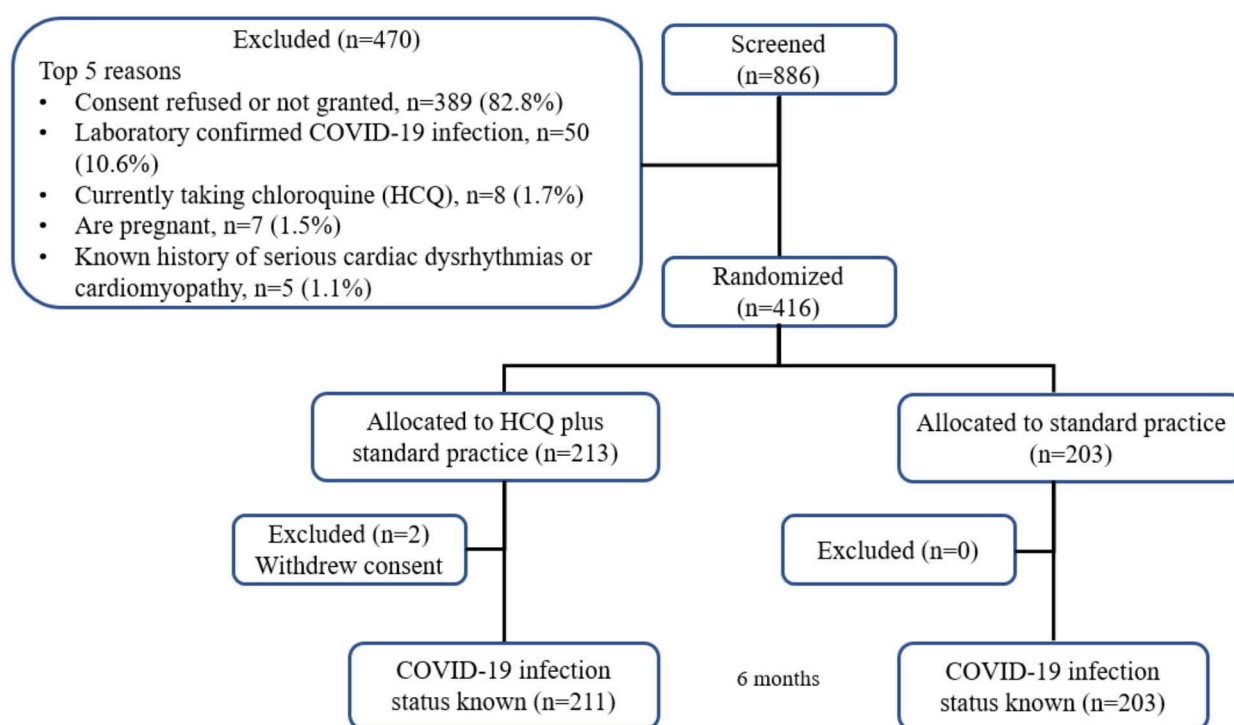 Excluded (n=470)
Top 5 reasons
• Consent refused or not granted, n=389 (82.8%)
• Laboratory confirmed COVID-19 infection, n=50
(10.6%)
• Currently taking chloroquine (HCQ), n=8 (1.7%)
• Are pregnant, n=7 (1.5%)
• Known history of serious cardiac dysrhythmias or
cardiomyopathy, n=5 (1.1%)
Screened
(n=886)
Randomized
(n=416)
Allocated to HCQ plus
standard practice (n=213)
Allocated to standard practice
(n=203)
Excluded (n=2)
Withdrew consent
Excluded (n=0)
COVID-19 infection
status known (n=211)
6 months
COVID-19 infection
status known (n=203)